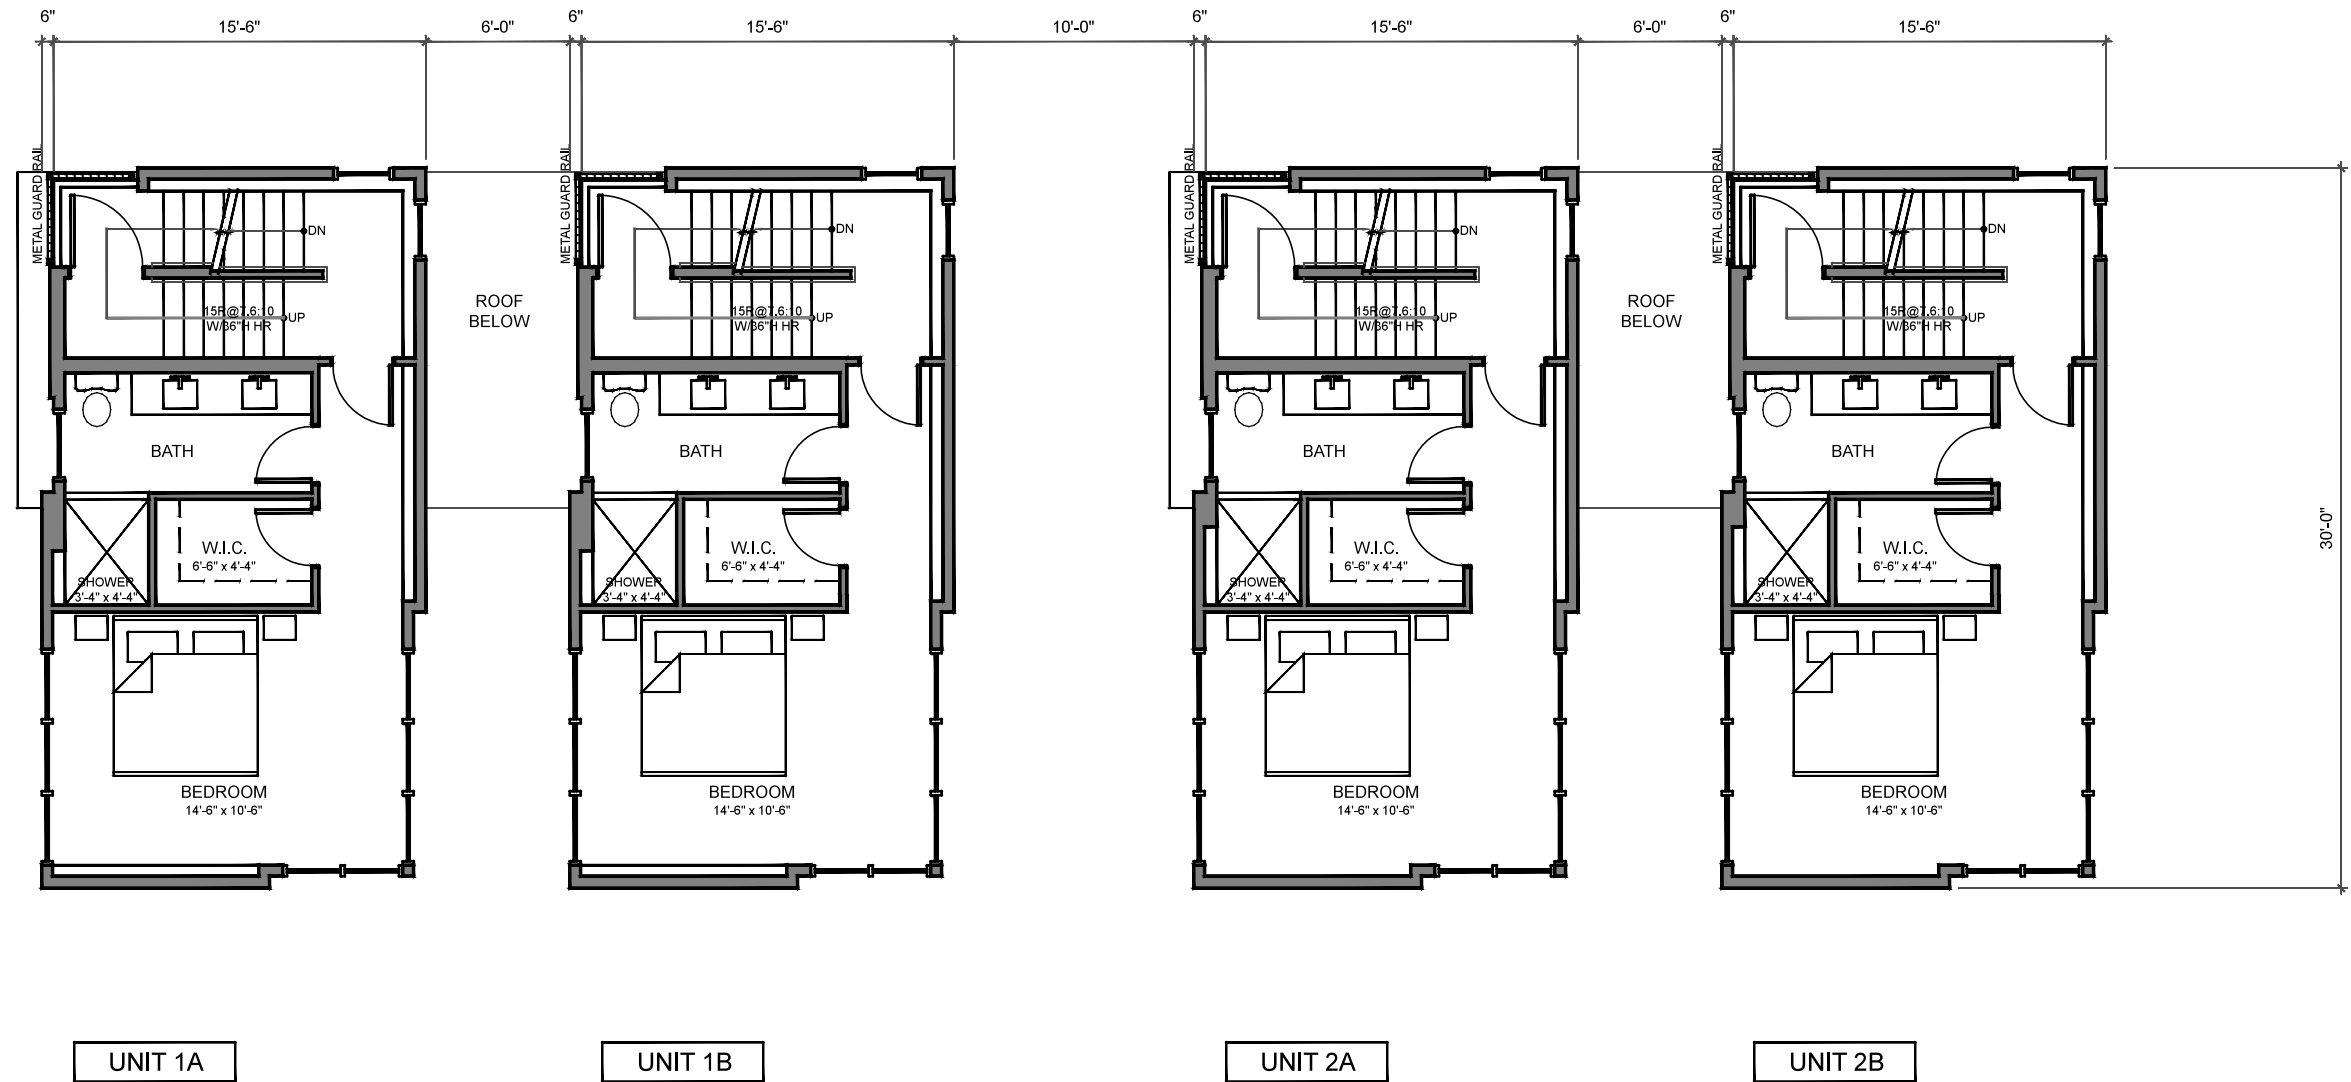 6" 15'-6" 6'-0" 6" 15'-6" 10'-0" 6" 15'-6" 6'-0" 6" 15'-6"
METAL GUARD RAIL
DN
15R@7.6:10
W/36"H HR
UP
BATH
W.I.C.
6'-6" x 4'-4"
SHOWER
3'-4" x 4'-4"
BEDROOM
14'-6" x 10'-6"
UNIT 1A
ROOF
BELOW
METAL GUARD RAIL
DN
15R@7.6:10
W/36"H HR
UP
BATH
W.I.C.
6'-6" x 4'-4"
SHOWER
3'-4" x 4'-4"
BEDROOM
14'-6" x 10'-6"
UNIT 1B
METAL GUARD RAIL
DN
15R@7.6:10
W/36"H HR
UP
BATH
W.I.C.
6'-6" x 4'-4"
SHOWER
3'-4" x 4'-4"
BEDROOM
14'-6" x 10'-6"
UNIT 2A
ROOF
BELOW
METAL GUARD RAIL
DN
15R@7.6:10
W/36"H HR
UP
BATH
W.I.C.
6'-6" x 4'-4"
SHOWER
3'-4" x 4'-4"
BEDROOM
14'-6" x 10'-6"
UNIT 2B
30'-0"